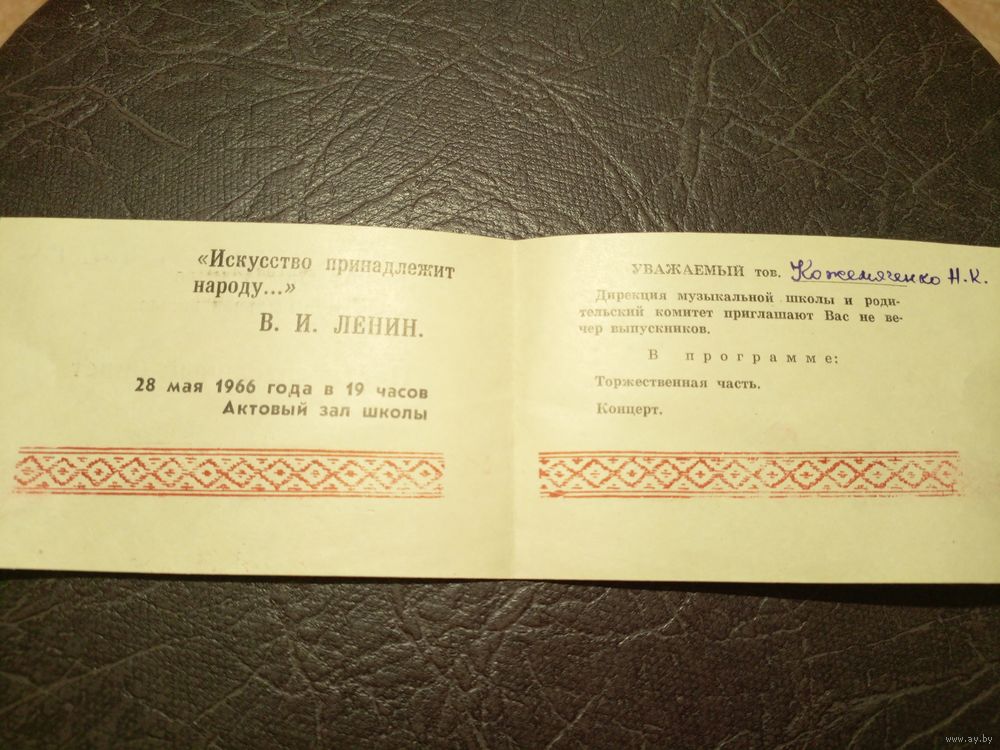 «Искусство принадлежит
народу...»
В. И. ЛЕНИН.
28 мая 1966 года в 19 часов
Актовый зал школы
УВАЖАЕМЫЙ тов. Кожемяченко Н.К.
Дирекция музыкальной школы и роди-
тельский комитет приглашают Вас не ве-
чер выпускников.
В программе:
Торжественная часть.
Концерт.
www.ay.by